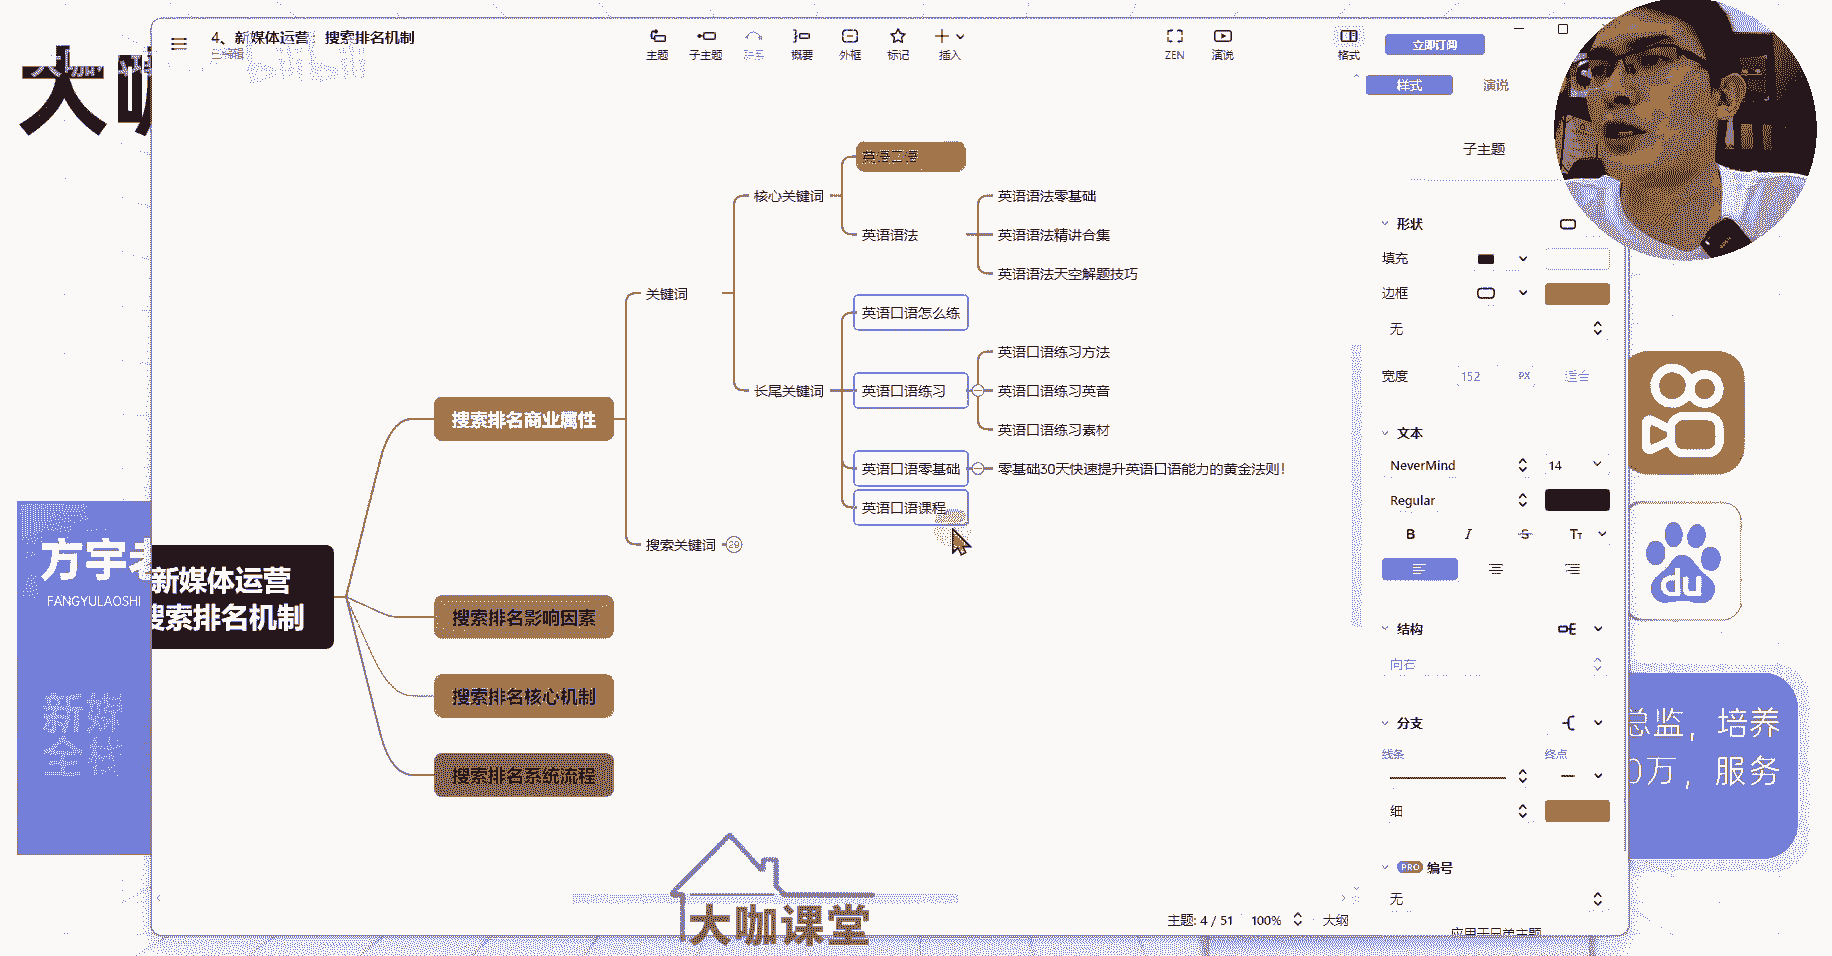 4、新媒体运营：搜索排名机制
已编辑
bilibili
主题
子主题
联系
概要
外框
标记
插入
ZEN
演说
格式
立即订阅
样式
演说
大咖
子主题
核心关键词
英语语法
英语语法零基础
英语语法精讲合集
英语语法天空解题技巧
关键词
英语口语怎么练
长尾关键词
英语口语练习
英语口语练习方法
英语口语练习英音
英语口语练习素材
英语口语零基础
零基础30天快速提升英语口语能力的黄金法则!
英语口语课程
搜索关键词
29
搜索排名商业属性
新媒体运营
搜索排名机制
搜索排名影响因素
搜索排名核心机制
搜索排名系统流程
方宇老
FANGYULAOSHI
新媒
全栈
形状
填充
边框
无
宽度
152
PX
适合
文本
NeverMind
14
Regular
B
I
S
Tт
结构
向右
分支
线条
终点
细
PRO 编号
无
应用于兄弟主题
du
总监，培养
0万，服务
大咖课堂
主题: 4 / 51
100%
大纲